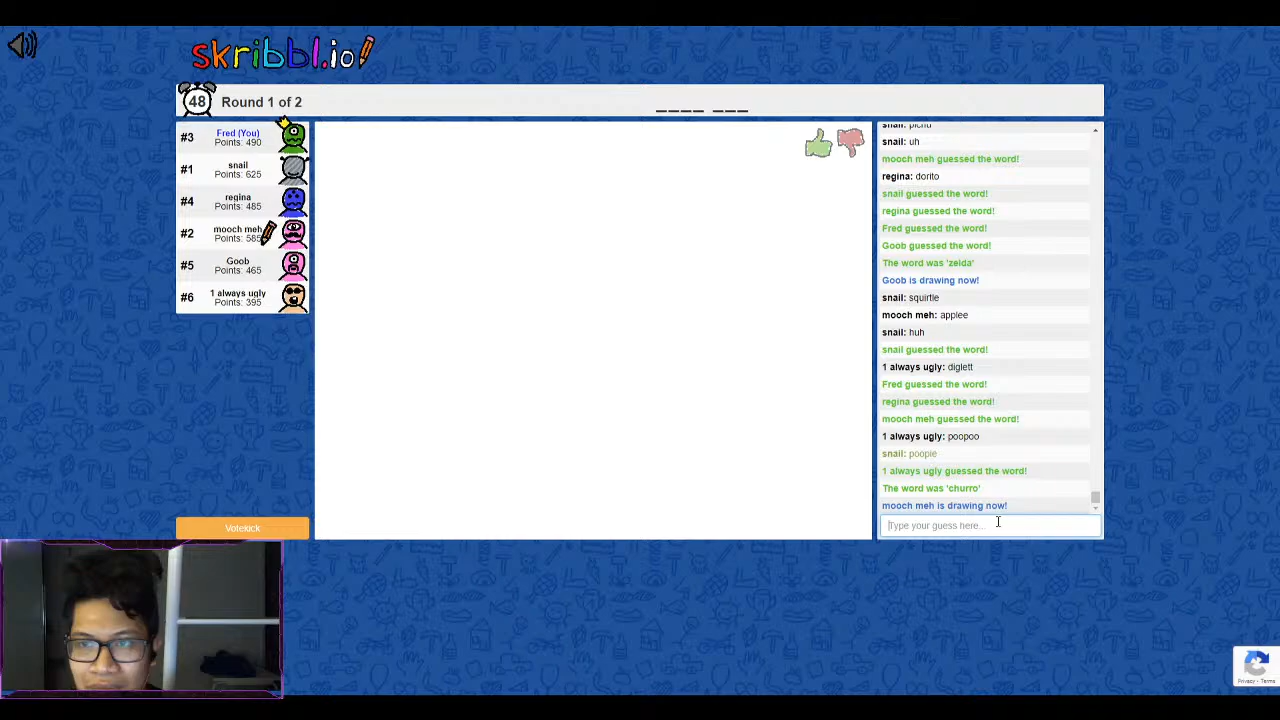 skribbl.io
48
Round 1 of 2
____ ___
#3
Fred (You)
Points: 490
#1
snail
Points: 625
#4
regina
Points: 485
#2
mooch meh
Points: 585
#5
Goob
Points: 465
#6
1 always ugly
Points: 395
Votekick
snail: pichu
snail: uh
mooch meh guessed the word!
regina: dorito
snail guessed the word!
regina guessed the word!
Fred guessed the word!
Goob guessed the word!
The word was 'zelda'
Goob is drawing now!
snail: squirtle
mooch meh: applee
snail: huh
snail guessed the word!
1 always ugly: diglett
Fred guessed the word!
regina guessed the word!
mooch meh guessed the word!
1 always ugly: poopoo
snail: poopie
1 always ugly guessed the word!
The word was 'churro'
mooch meh is drawing now!
Type your guess here...
Privacy - Terms